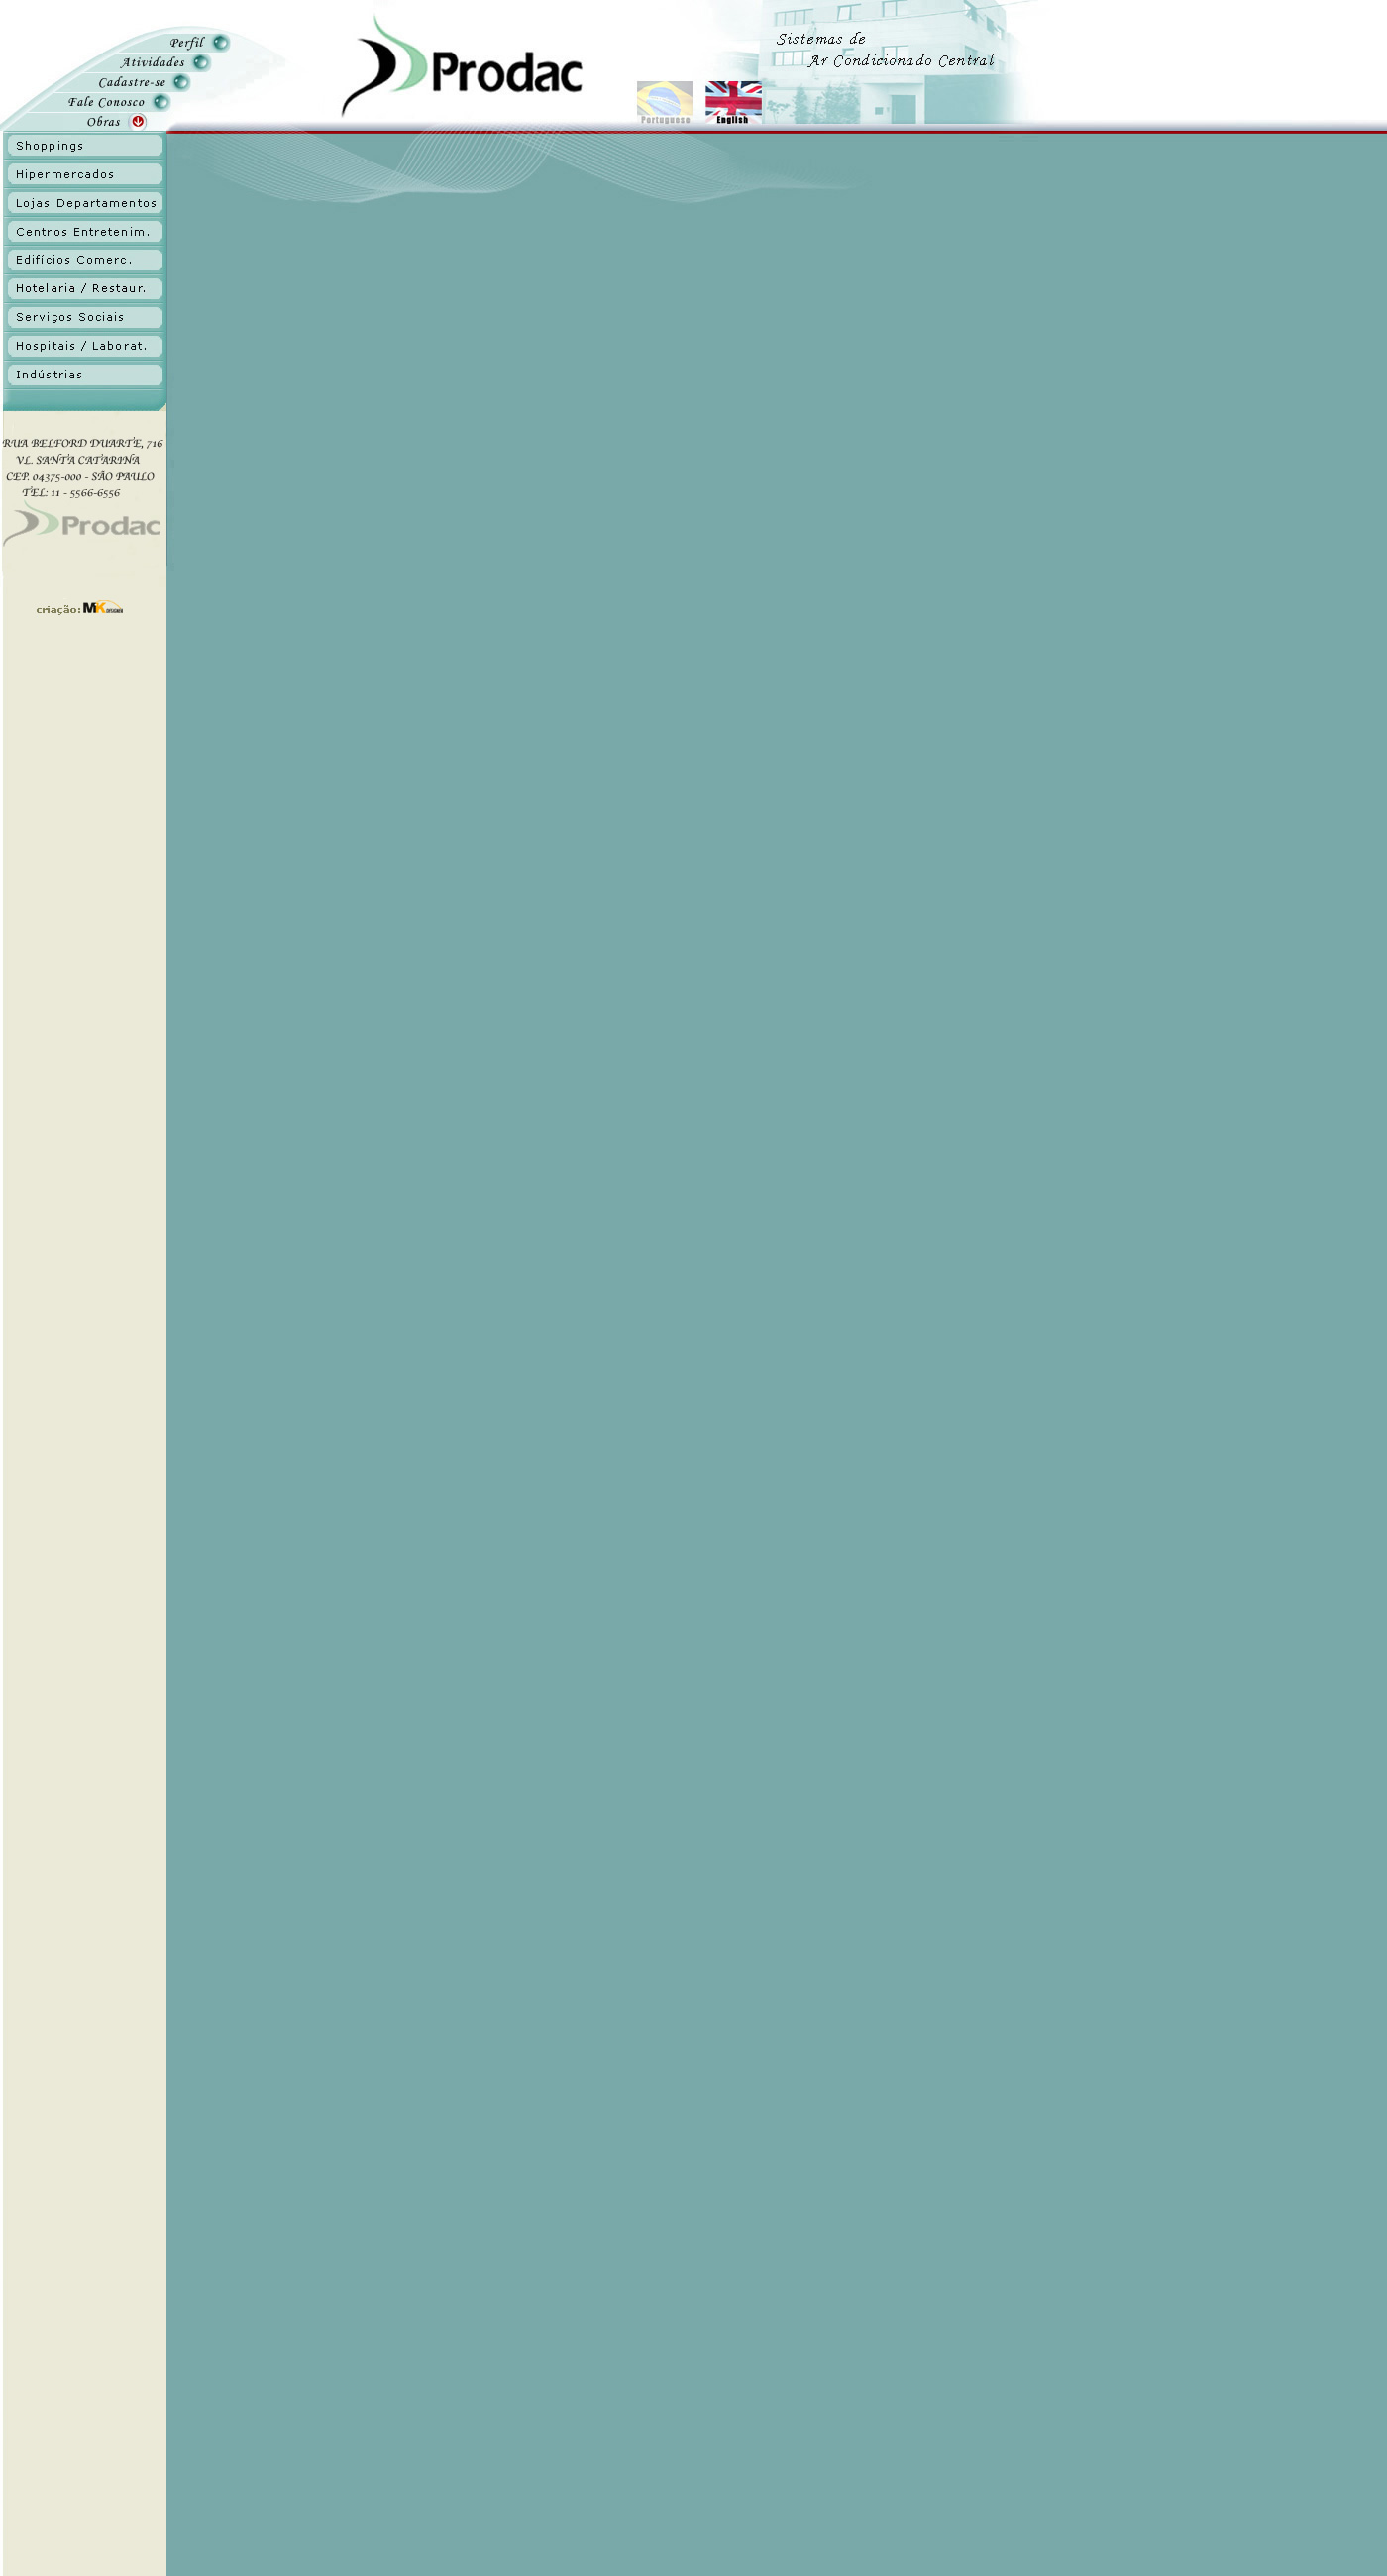 Perfil
Atividades
Cadastre-se
Fale Conosco
Obras
Prodac
Portuguese
English
Sistemas de
Ar Condicionado Central
Shoppings
Hipermercados
Lojas Departamentos
Centros Entretenim.
Edifícios Comerc.
Hotelaria / Restaur.
Serviços Sociais
Hospitais / Laborat.
Indústrias
RUA BELFORD DUARTE, 716
VL. SANTA CATARINA
CEP. 04375-000 - SÃO PAULO
TEL: 11 - 5566-6556
Prodac
criação: MK